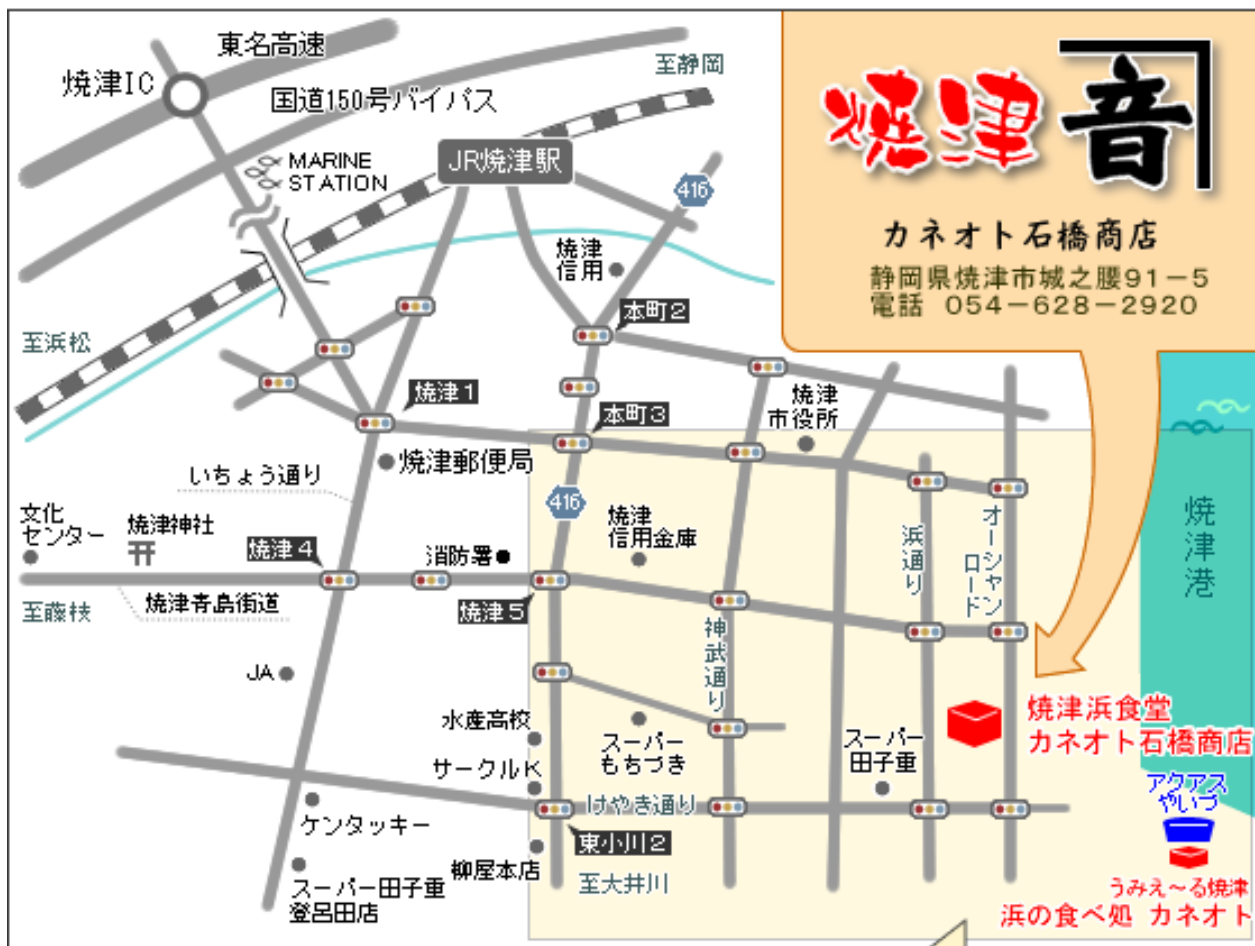 東名高速
焼津IC
国道150号バイパス
至静岡
MARINE
STATION
JR焼津駅
416
焼津
信用
本町2
至浜松
焼津1
本町3
焼津
市役所
焼津 音
カネオト石橋商店
静岡県焼津市城之腰91-5
電話 054-628-2920
焼津郵便局
いちょう通り
416
文化
センター
焼津神社
焼津4
消防署
焼津
信用金庫
浜通り
オーシャン
ロード
焼津港
焼津青島街道
至藤枝
焼津5
神武通り
JA
水産高校
スーパー
もちづき
スーパー
田子重
焼津浜食堂
カネオト石橋商店
サークルK
けやき通り
アクアス
やいづ
ケンタッキー
東小川2
柳屋本店
至大井川
スーパー田子重
登呂田店
うみえ~る焼津
浜の食べ処 カネオト